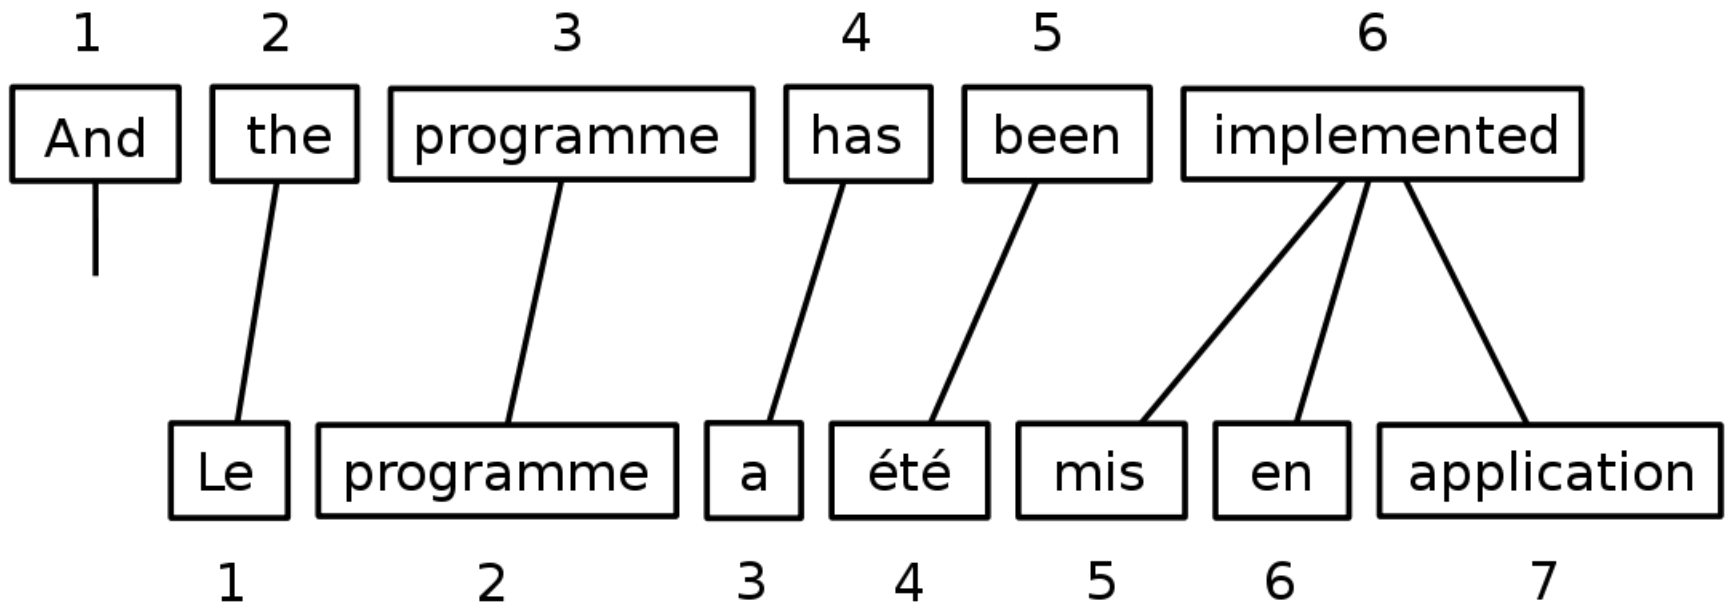 1 2 3 4 5 6
And the programme has been implemented
Le programme a été mis en application
1 2 3 4 5 6 7